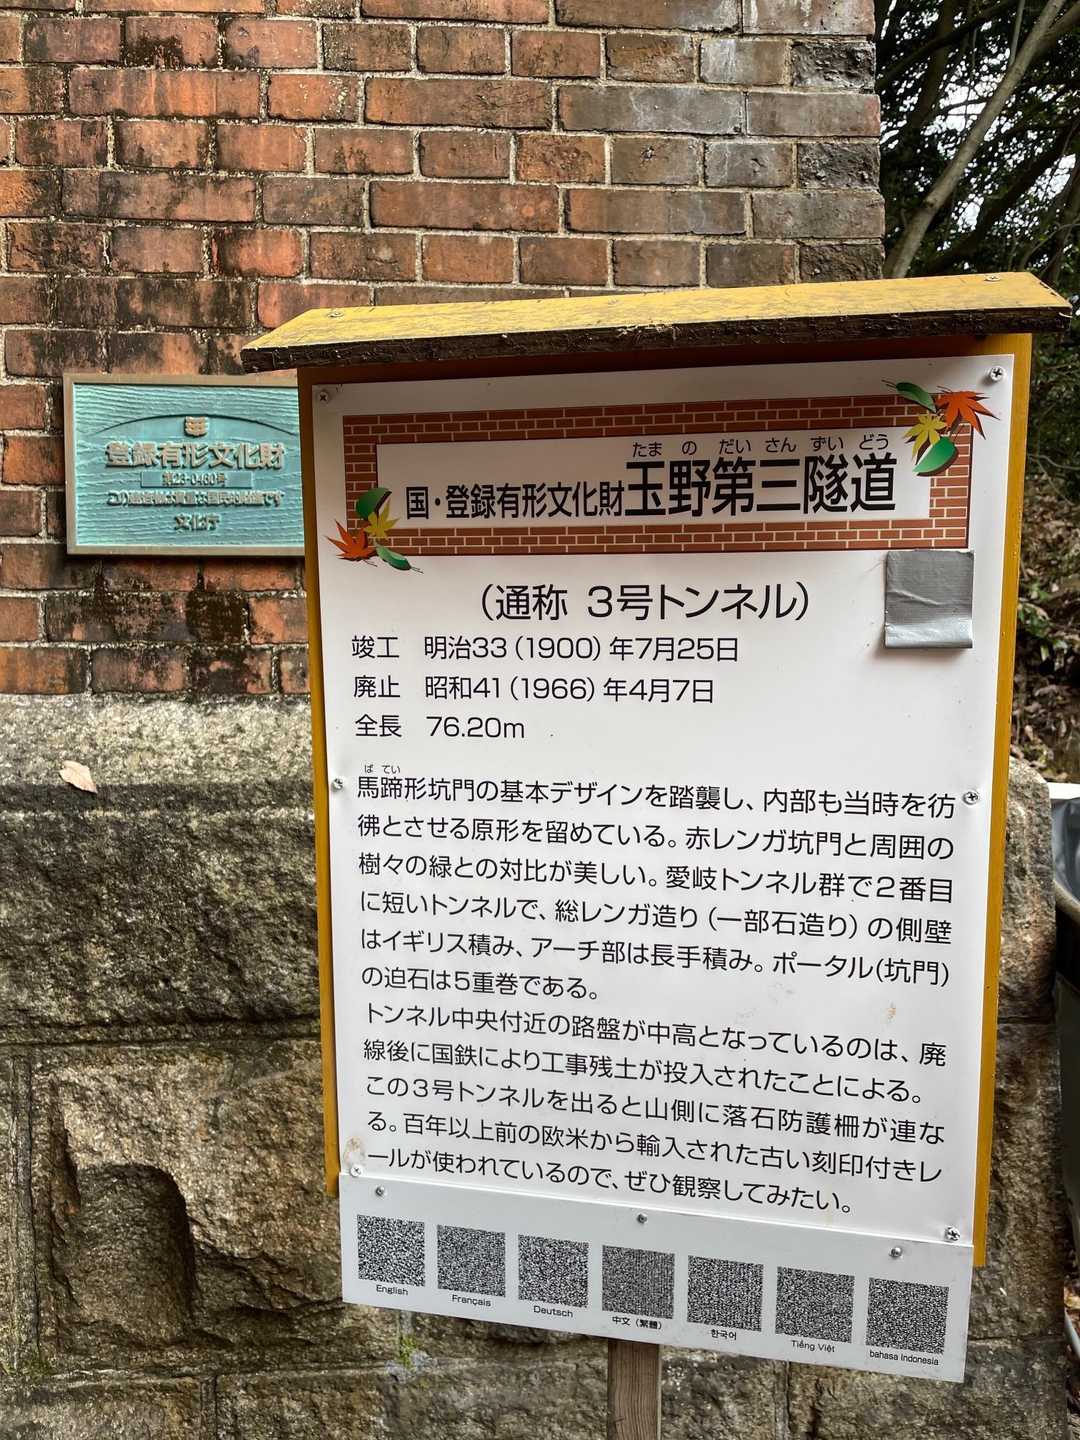 登録有形文化財
第23-0460号
この建造物は貴重な国民的財産です
文化庁
たま の だい さん ずい どう
国・登録有形文化財玉野第三隧道
（通称 3号トンネル）
竣工 明治33（1900）年7月25日
廃止 昭和41（1966）年4月7日
全長 76.20m
ば てい
馬蹄形坑門の基本デザインを踏襲し、内部も当時を彷
彿とさせる原形を留めている。赤レンガ坑門と周囲の
樹々の緑との対比が美しい。愛岐トンネル群で2番目
に短いトンネルで、総レンガ造り（一部石造り）の側壁
はイギリス積み、アーチ部は長手積み。ポータル(坑門)
の迫石は5重巻である。
トンネル中央付近の路盤が中高となっているのは、廃
線後に国鉄により工事残土が投入されたことによる。
この3号トンネルを出ると山側に落石防護柵が連な
る。百年以上前の欧米から輸入された古い刻印付きレ
ールが使われているので、ぜひ観察してみたい。
English
Français
Deutsch
中文（繁體）
한국어
Tiếng Việt
bahasa indonesia